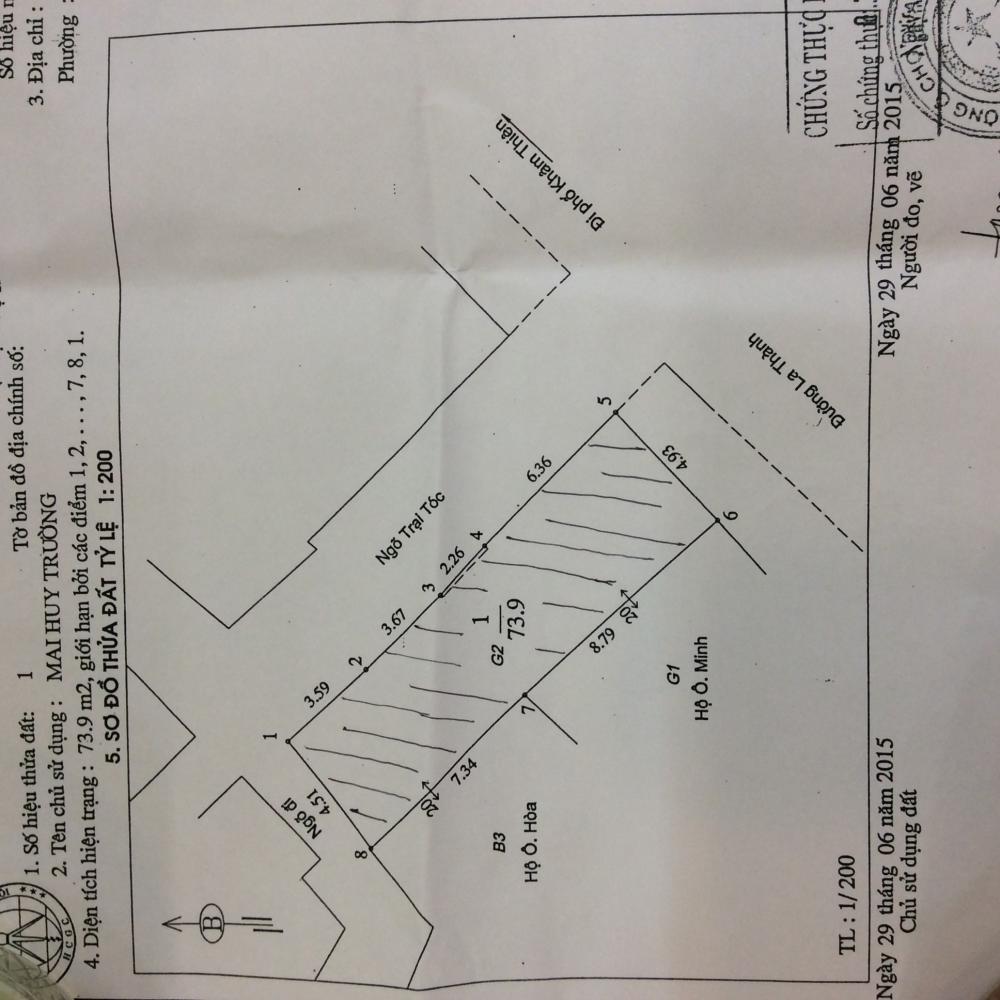 1. Số hiệu thửa đất: 1 Tờ bản đồ địa chính số:
2. Tên chủ sử dụng : MAI HUY TRƯỜNG
3. Địa chỉ :
Phường :
4. Diện tích hiện trạng : 73.9 m2, giới hạn bởi các điểm 1, 2,...., 7, 8, 1.
5. SƠ ĐỒ THỬA ĐẤT TỶ LỆ 1: 200
B
Ngõ đi
4.51
1
3.59
2
3.67
3
2.26
4
6.36
5
4.93
6
8.79
7
7.34
8
20
20
Ngõ Trại Tóc
G2
1
73.9
Đi phố Khâm Thiên
Đường La Thành
B3
Hộ Ô. Hòa
G1
Hộ Ô. Minh
TL : 1/200
CHỨNG THỰC
Số chứng thực
Ngày 29 tháng 06 năm 2015
Chủ sử dụng đất
Ngày 29 tháng 06 năm 2015
Người đo, vẽ